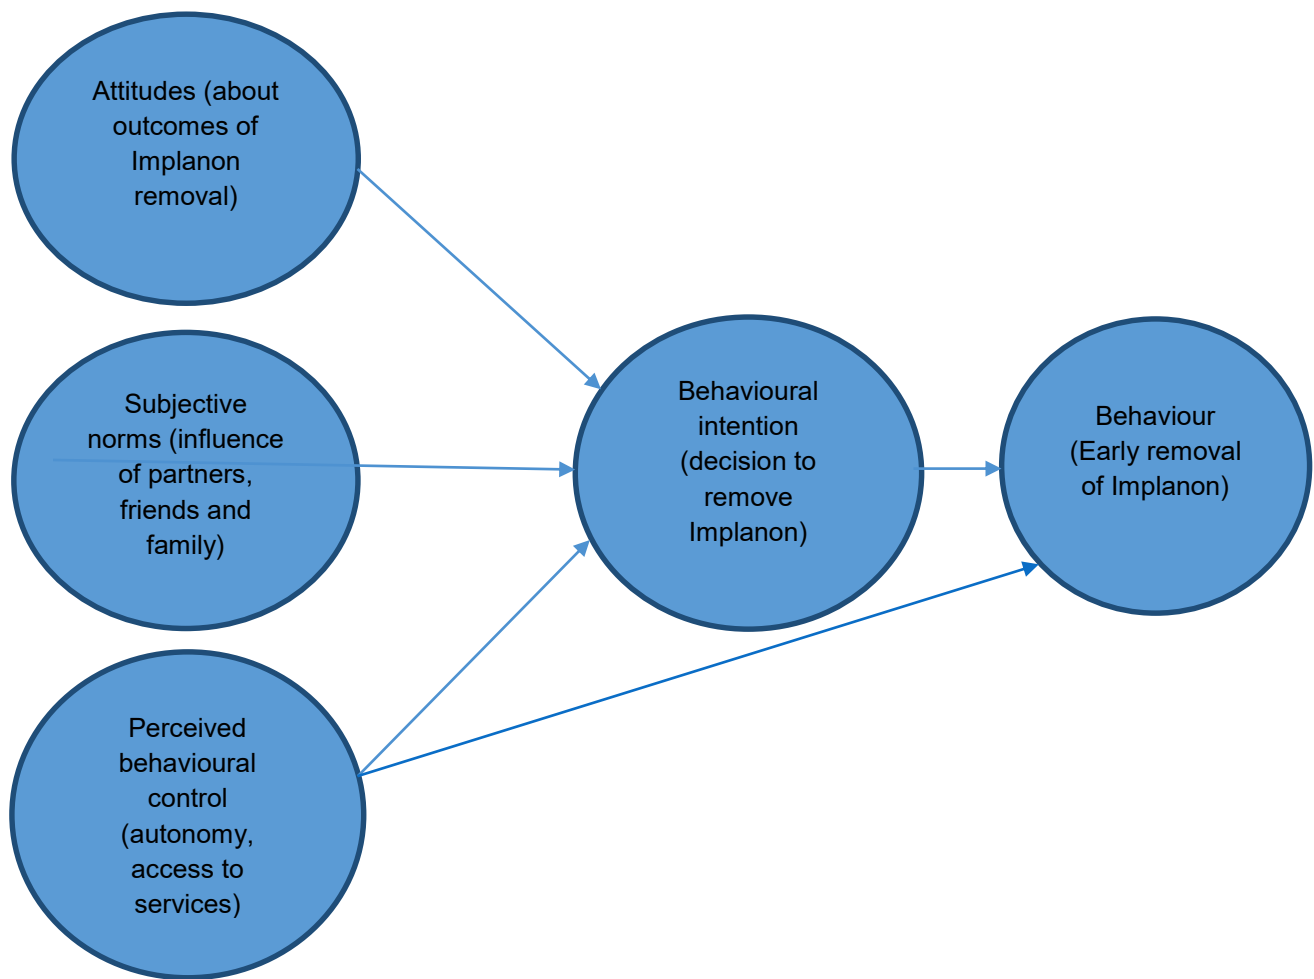 Attitudes (about
outcomes of
Implanon
removal)
Subjective
norms (influence
of partners,
friends and
family)
Perceived
behavioural
control
(autonomy,
access to
services)
Behavioural
intention
(decision to
remove
Implanon)
Behaviour
(Early removal
of Implanon)